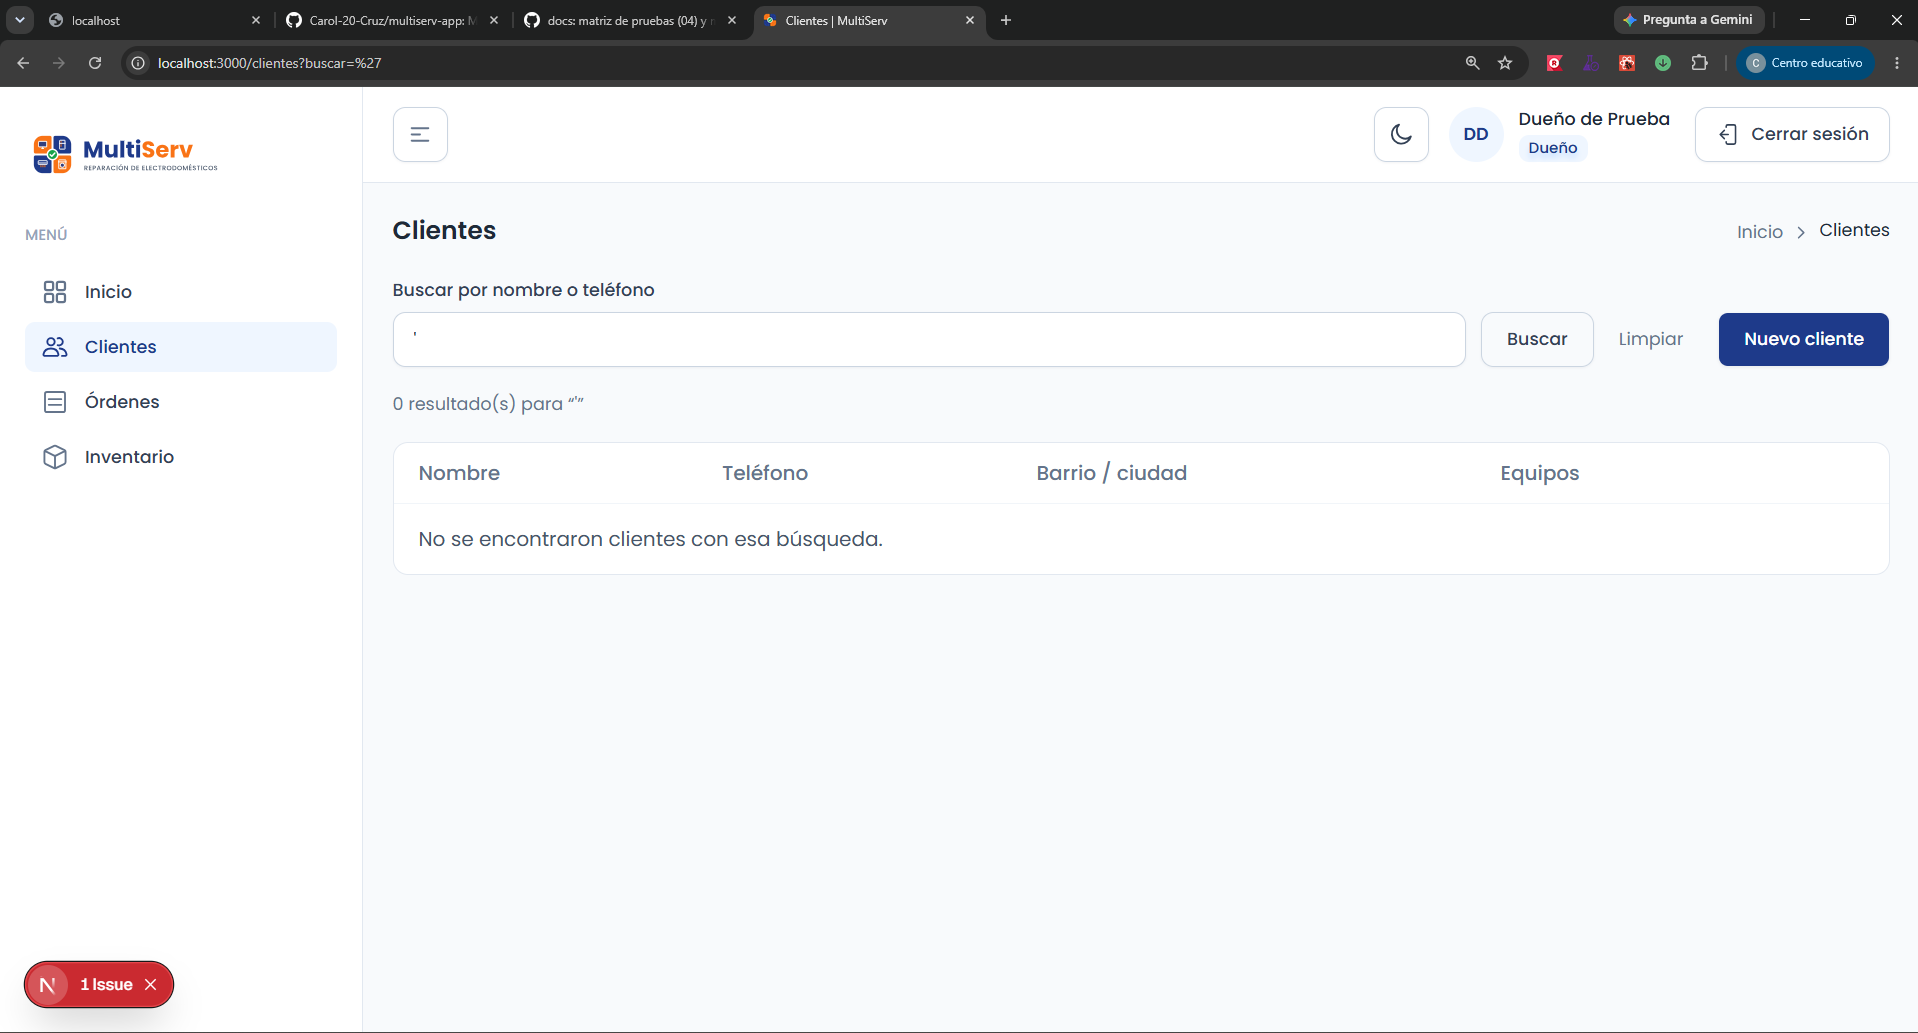 localhost
Carol-20-Cruz/multiserv-app: M
docs: matriz de pruebas (04) y
Clientes | MultiServ
Pregunta a Gemini
localhost:3000/clientes?buscar=%27
C Centro educativo
MultiServ
REPARACIÓN DE ELECTRODOMÉSTICOS
DD
Dueño de Prueba
Dueño
Cerrar sesión
MENÚ
Inicio
Clientes
Órdenes
Inventario
Clientes
Inicio > Clientes
Buscar por nombre o teléfono
'
Buscar
Limpiar
Nuevo cliente
0 resultado(s) para “'”
Nombre Teléfono Barrio / ciudad Equipos
No se encontraron clientes con esa búsqueda.
N 1 Issue